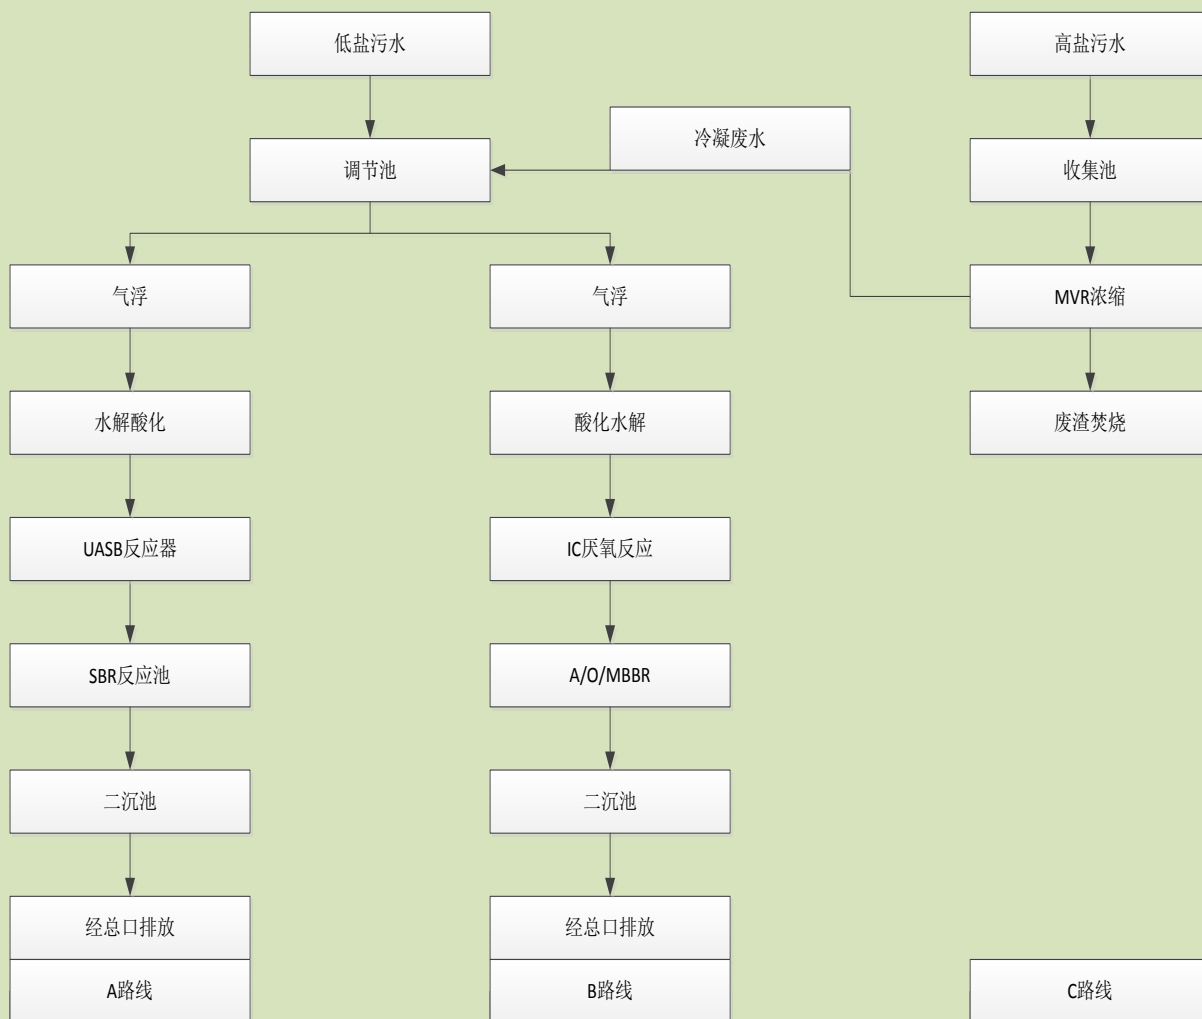 低盐污水
高盐污水
冷凝废水
调节池
收集池
气浮
气浮
MVR浓缩
水解酸化
酸化水解
废渣焚烧
UASB反应器
IC厌氧反应
SBR反应池
A/O/MBBR
二沉池
二沉池
经总口排放
经总口排放
A路线
B路线
C路线